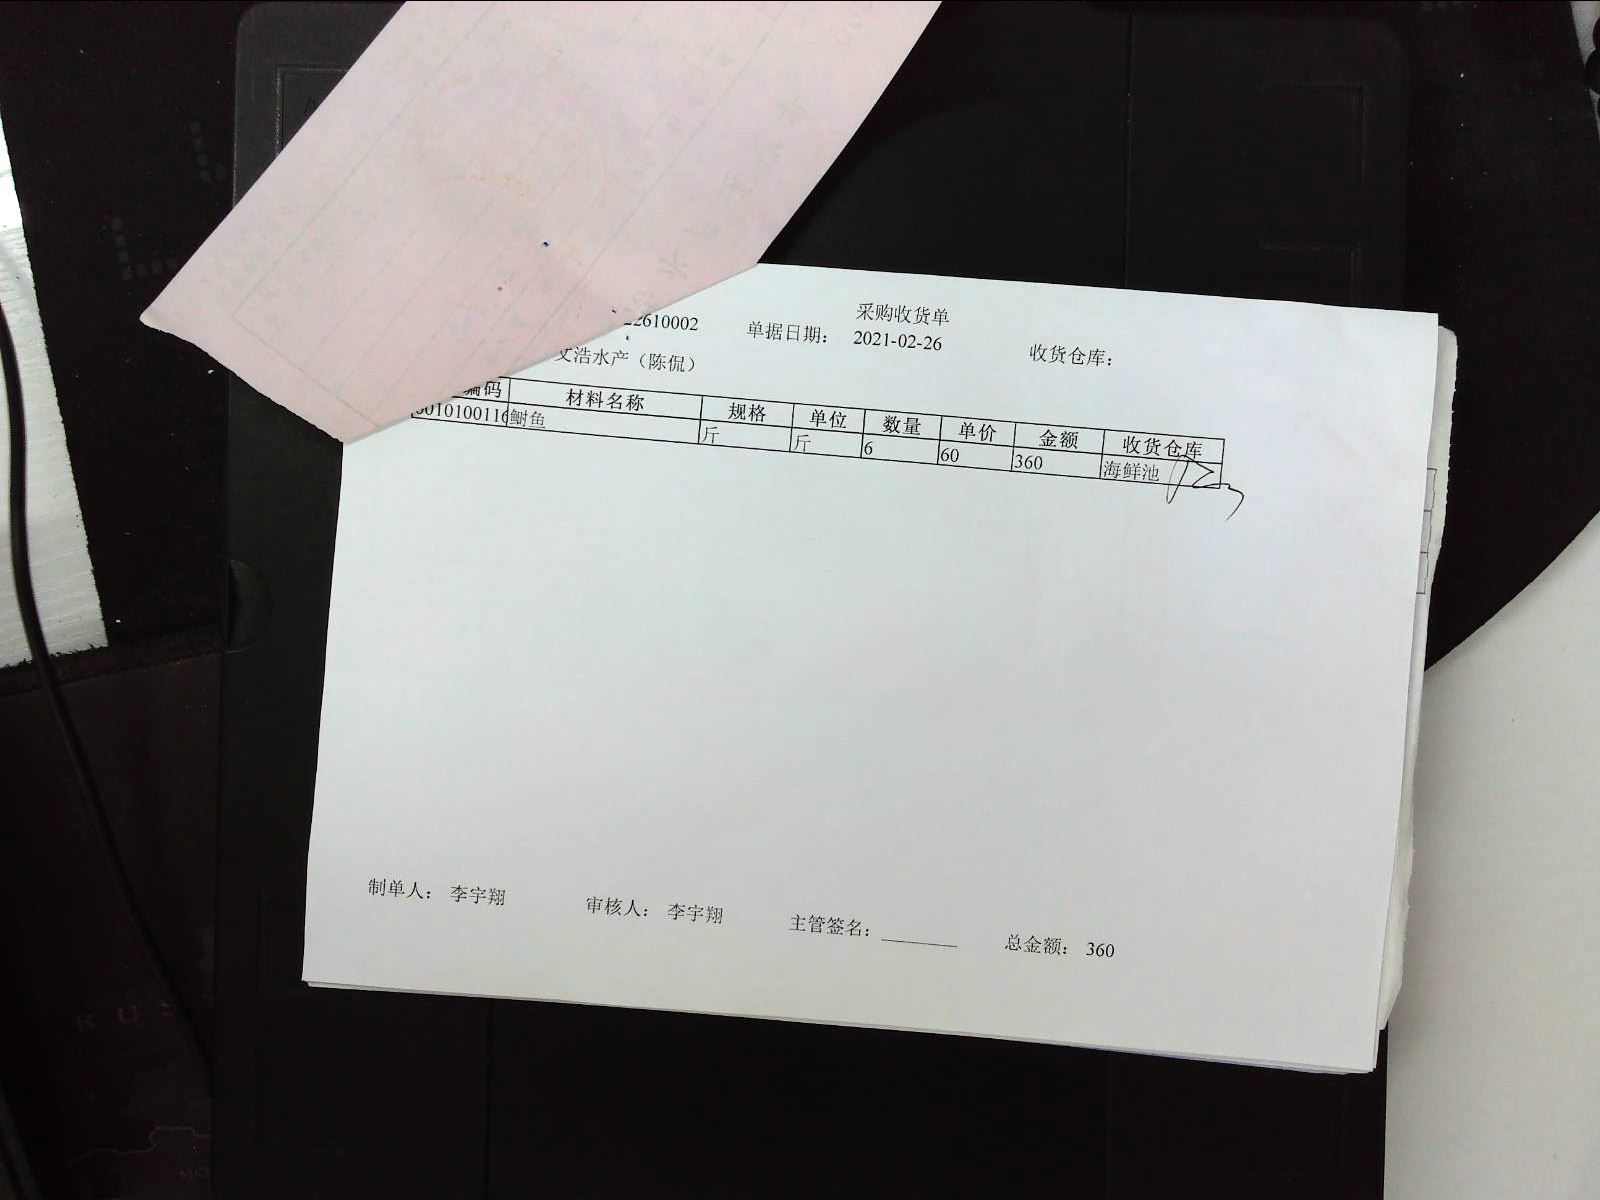 采购收货单
22610002 单据日期： 2021-02-26 收货仓库：
文浩水产（陈侃）
编码 材料名称 规格 单位 数量 单价 金额 收货仓库
0010100116 鲥鱼 斤 斤 6 60 360 海鲜池
制单人： 李宇翔 审核人： 李宇翔 主管签名： 总金额： 360